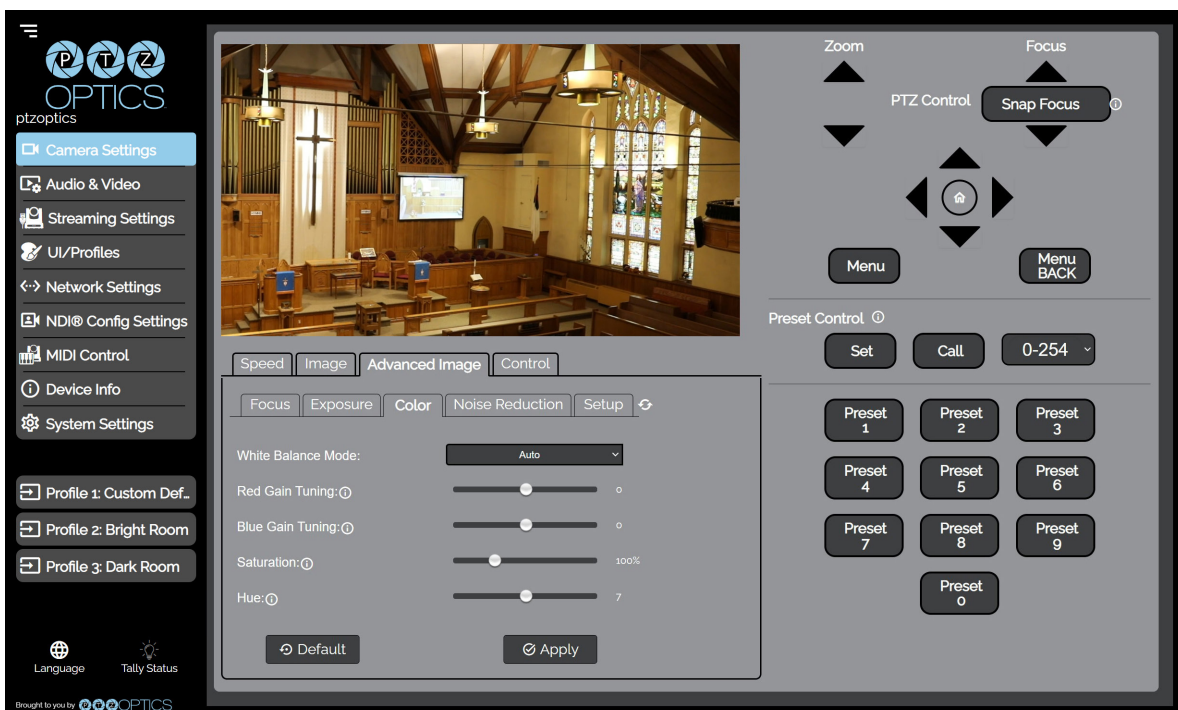 PTZ
OPTICS
ptzoptics
Camera Settings
Audio & Video
Streaming Settings
UI/Profiles
Network Settings
NDI® Config Settings
MIDI Control
Device Info
System Settings
Profile 1: Custom Def...
Profile 2: Bright Room
Profile 3: Dark Room
Language
Tally Status
Brought to you by PTZ OPTICS
Speed
Image
Advanced Image
Control
Focus
Exposure
Color
Noise Reduction
Setup
White Balance Mode:
Auto
Red Gain Tuning:
0
Blue Gain Tuning:
0
Saturation:
100%
Hue:
7
Default
Apply
Zoom
Focus
PTZ Control
Snap Focus
Menu
Menu
BACK
Preset Control
Set
Call
0-254
Preset
1
Preset
2
Preset
3
Preset
4
Preset
5
Preset
6
Preset
7
Preset
8
Preset
9
Preset
0